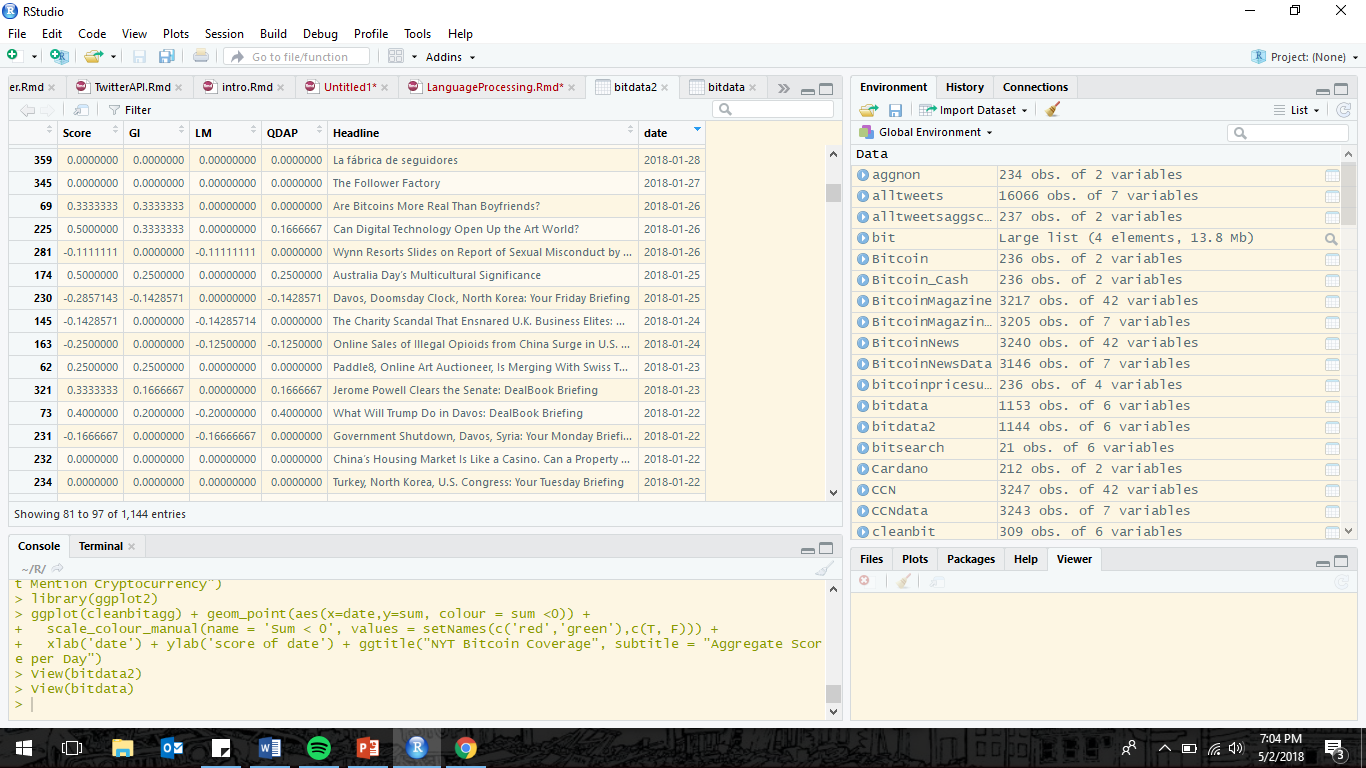 RStudio
File Edit Code View Plots Session Build Debug Profile Tools Help
Go to file/function Addins Project: (None)
er.Rmd TwitterAPI.Rmd intro.Rmd Untitled1* LanguageProcessing.Rmd* bitdata2 bitdata
Filter
Score GI LM QDAP Headline date
359 0.0000000 0.0000000 0.00000000 0.0000000 La fábrica de seguidores 2018-01-28
345 0.0000000 0.0000000 0.00000000 0.0000000 The Follower Factory 2018-01-27
69 0.3333333 0.3333333 0.00000000 0.0000000 Are Bitcoins More Real Than Boyfriends? 2018-01-26
225 0.5000000 0.3333333 0.00000000 0.1666667 Can Digital Technology Open Up the Art World? 2018-01-26
281 -0.1111111 0.0000000 -0.11111111 0.0000000 Wynn Resorts Slides on Report of Sexual Misconduct by ... 2018-01-26
174 0.5000000 0.2500000 0.00000000 0.2500000 Australia Day's Multicultural Significance 2018-01-25
230 -0.2857143 -0.1428571 0.00000000 -0.1428571 Davos, Doomsday Clock, North Korea: Your Friday Briefing 2018-01-25
145 -0.1428571 0.0000000 -0.14285714 0.0000000 The Charity Scandal That Ensnared U.K. Business Elites: ... 2018-01-24
163 -0.2500000 0.0000000 -0.12500000 -0.1250000 Online Sales of Illegal Opioids from China Surge in U.S. ... 2018-01-24
62 0.2500000 0.2500000 0.00000000 0.0000000 Paddle8, Online Art Auctioneer, Is Merging With Swiss T... 2018-01-23
321 0.3333333 0.1666667 0.00000000 0.1666667 Jerome Powell Clears the Senate: DealBook Briefing 2018-01-23
73 0.4000000 0.2000000 -0.20000000 0.4000000 What Will Trump Do in Davos: DealBook Briefing 2018-01-22
231 -0.1666667 0.0000000 -0.16666667 0.0000000 Government Shutdown, Davos, Syria: Your Monday Briefi... 2018-01-22
232 0.0000000 0.0000000 0.00000000 0.0000000 China's Housing Market Is Like a Casino. Can a Property ... 2018-01-22
234 0.0000000 0.0000000 0.00000000 0.0000000 Turkey, North Korea, U.S. Congress: Your Tuesday Briefing 2018-01-22
Showing 81 to 97 of 1,144 entries
Console Terminal
~/R/
t Mention Cryptocurrency")
> library(ggplot2)
> ggplot(cleanbitagg) + geom_point(aes(x=date,y=sum, colour = sum <0)) +
+   scale_colour_manual(name = 'Sum < 0', values = setNames(c('red','green'),c(T, F))) +
+   xlab('date') + ylab('score of date') + ggtitle("NYT Bitcoin Coverage", subtitle = "Aggregate Scor
e per Day")
> View(bitdata2)
> View(bitdata)
>
Environment History Connections
Import Dataset List
Global Environment
Data
aggnon 234 obs. of 2 variables
alltweets 16066 obs. of 7 variables
alltweetsaggsc... 237 obs. of 2 variables
bit Large list (4 elements, 13.8 Mb)
Bitcoin 236 obs. of 2 variables
Bitcoin_Cash 236 obs. of 2 variables
BitcoinMagazine 3217 obs. of 42 variables
BitcoinMagazin... 3205 obs. of 7 variables
BitcoinNews 3240 obs. of 42 variables
BitcoinNewsData 3146 obs. of 7 variables
bitcoinpricesu... 236 obs. of 4 variables
bitdata 1153 obs. of 6 variables
bitdata2 1144 obs. of 6 variables
bitsearch 21 obs. of 6 variables
Cardano 212 obs. of 2 variables
CCN 3247 obs. of 42 variables
CCNdata 3243 obs. of 7 variables
cleanbit 309 obs. of 6 variables
Files Plots Packages Help Viewer
7:04 PM
5/2/2018
3